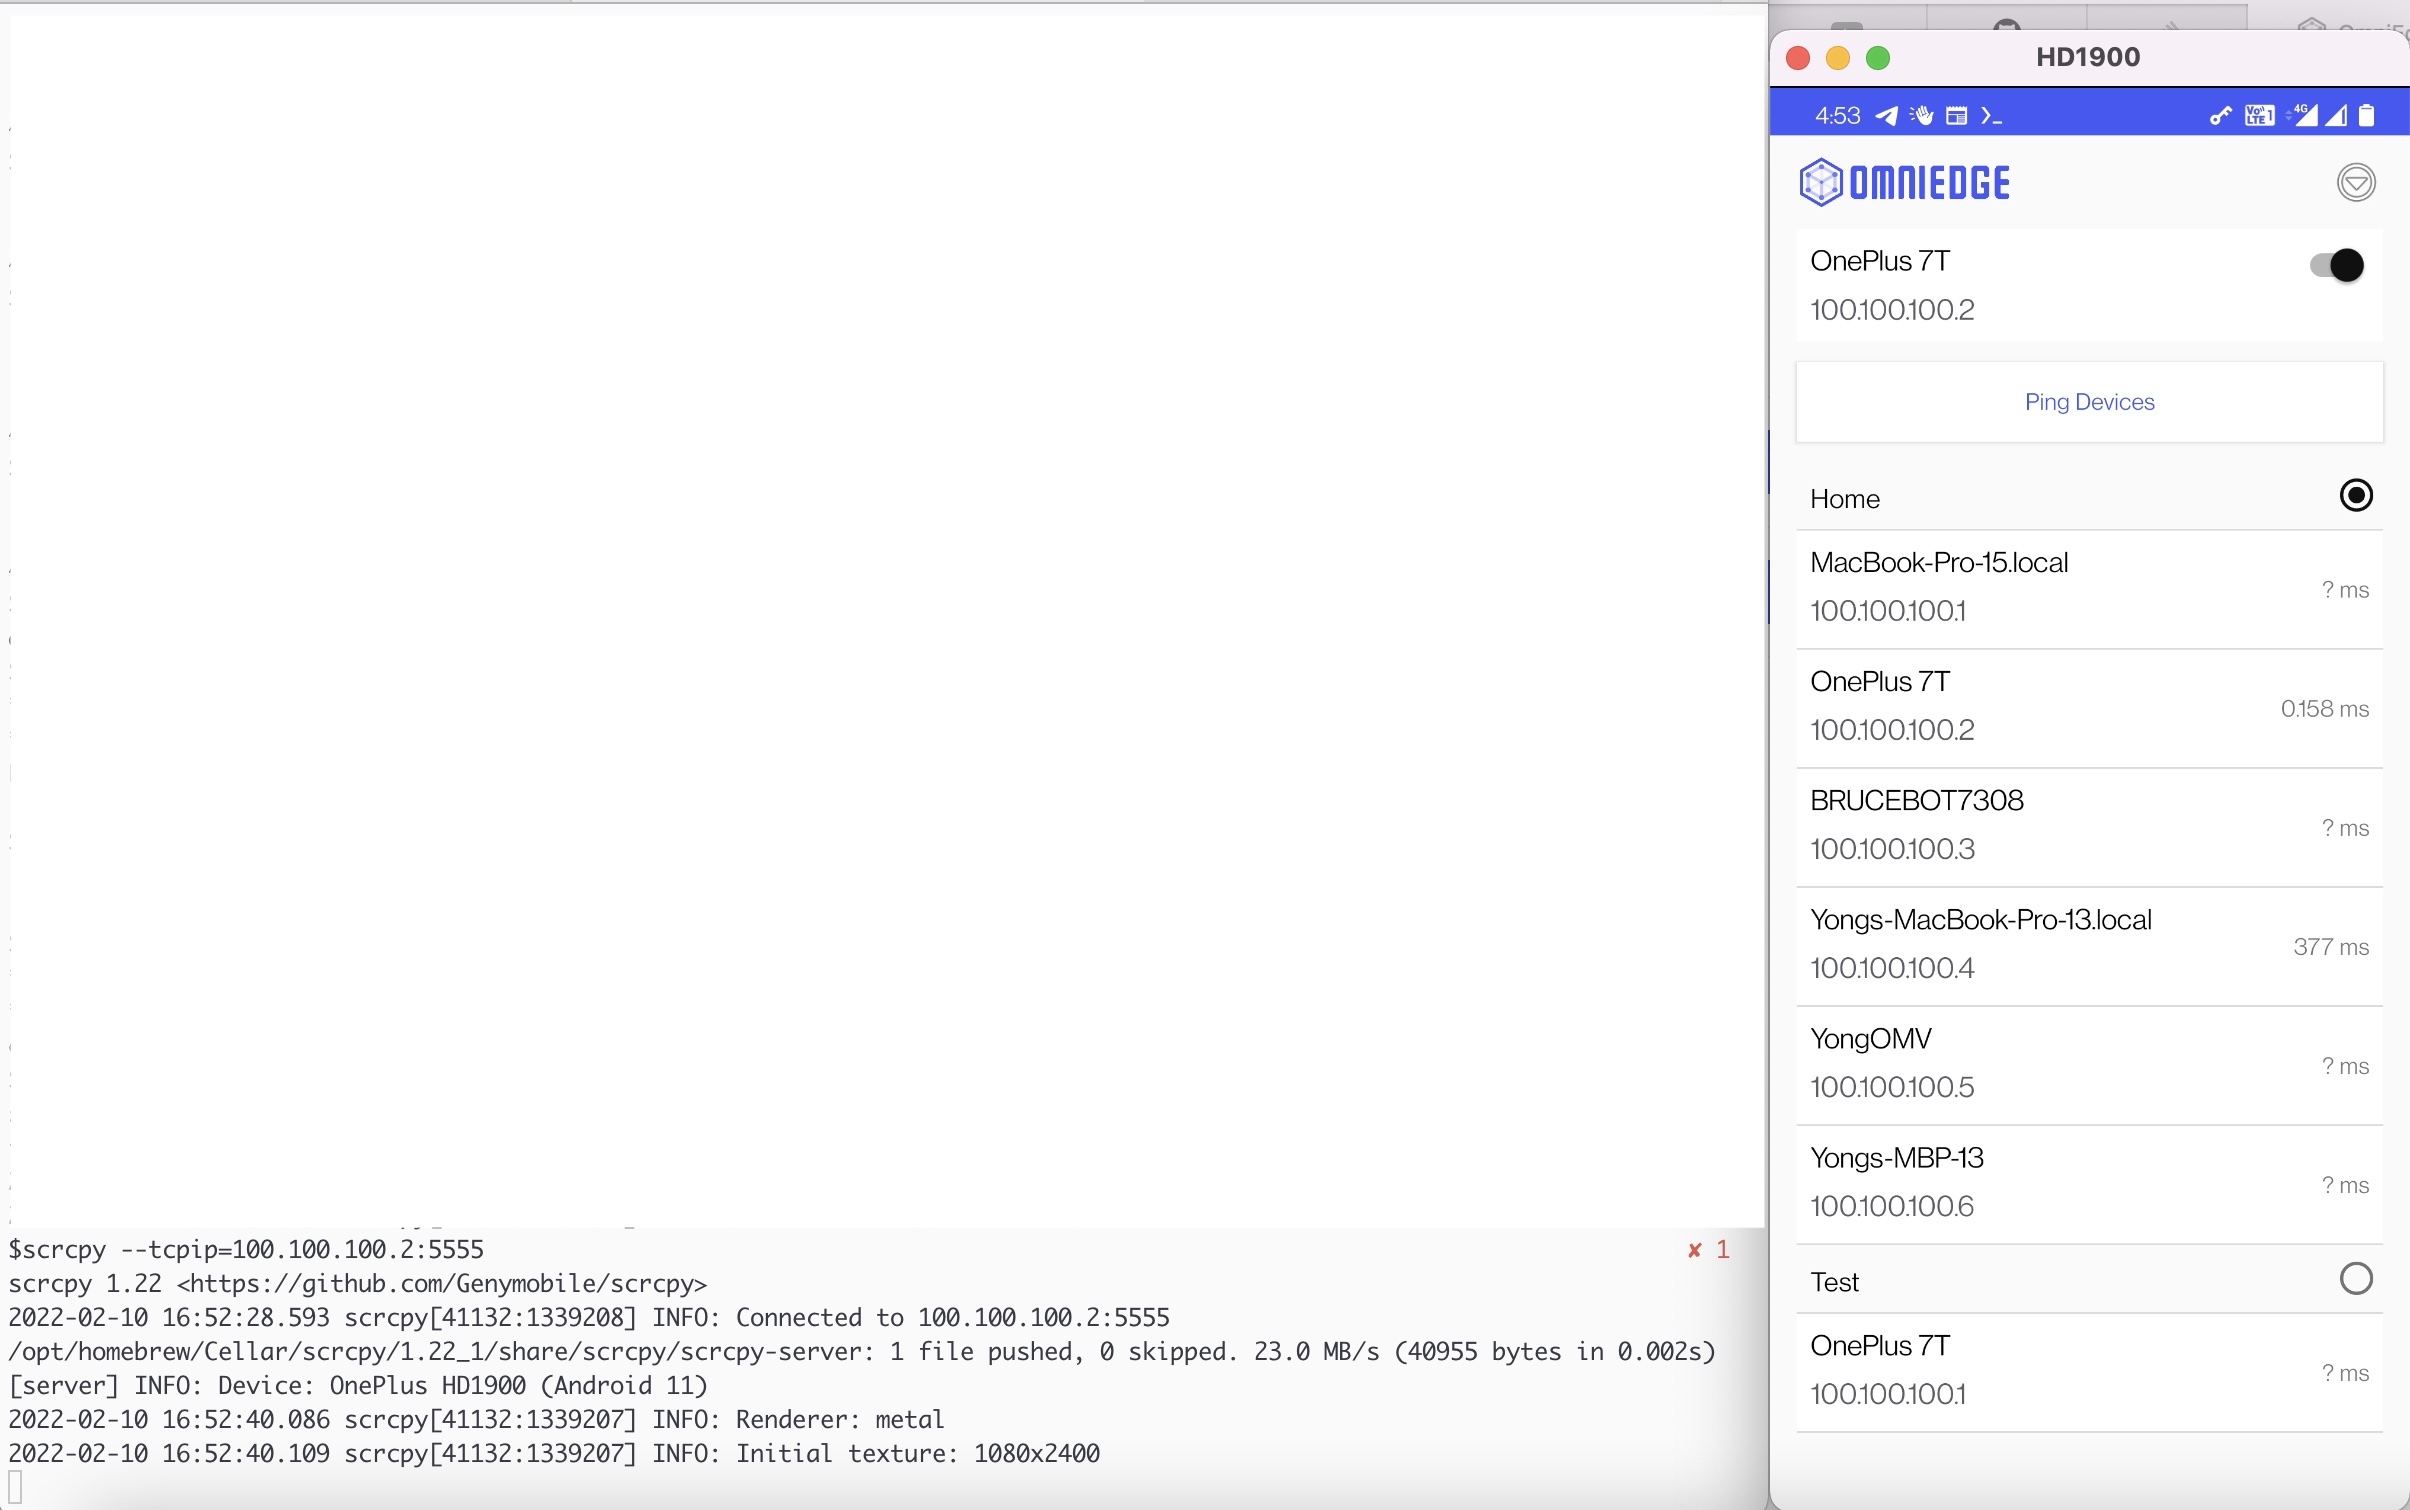 $scrcpy --tcpip=100.100.100.2:5555
✘ 1
scrcpy 1.22 <https://github.com/Genymobile/scrcpy>
2022-02-10 16:52:28.593 scrcpy[41132:1339208] INFO: Connected to 100.100.100.2:5555
/opt/homebrew/Cellar/scrcpy/1.22_1/share/scrcpy/scrcpy-server: 1 file pushed, 0 skipped. 23.0 MB/s (40955 bytes in 0.002s)
[server] INFO: Device: OnePlus HD1900 (Android 11)
2022-02-10 16:52:40.086 scrcpy[41132:1339207] INFO: Renderer: metal
2022-02-10 16:52:40.109 scrcpy[41132:1339207] INFO: Initial texture: 1080x2400
HD1900
4:53
VoLTE 1 4G
OMNIEDGE
OnePlus 7T
100.100.100.2
Ping Devices
Home
MacBook-Pro-15.local
? ms
100.100.100.1
OnePlus 7T
0.158 ms
100.100.100.2
BRUCEBOT7308
? ms
100.100.100.3
Yongs-MacBook-Pro-13.local
377 ms
100.100.100.4
YongOMV
? ms
100.100.100.5
Yongs-MBP-13
? ms
100.100.100.6
Test
OnePlus 7T
? ms
100.100.100.1